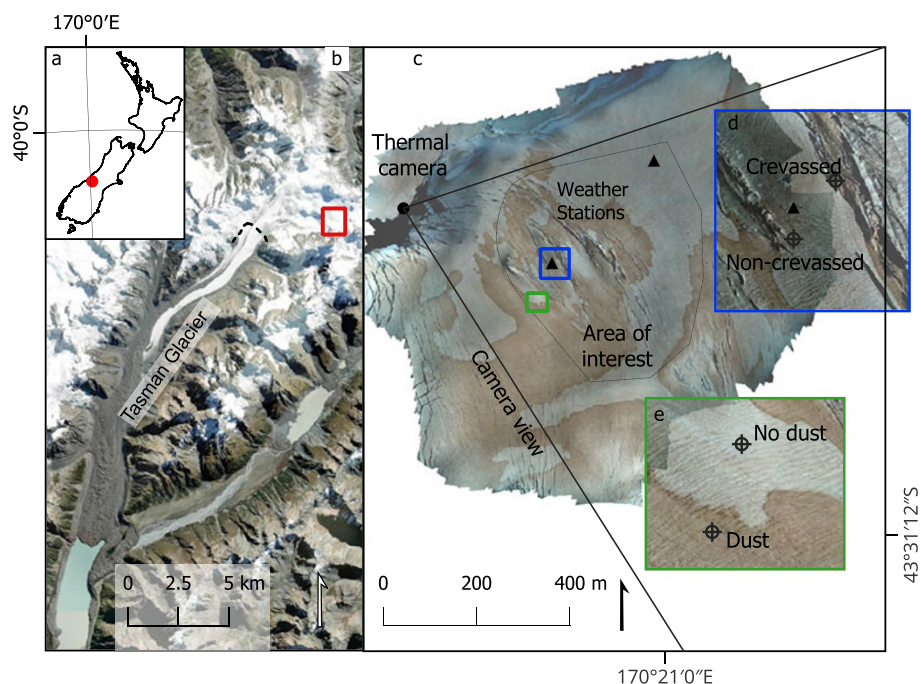 170°0′E
a
b
c
40°0′S
Thermal
camera
d
Crevassed
Weather
Stations
Non-crevassed
Area of
interest
Tasman Glacier
Camera view
e
No dust
Dust
0 2.5 5 km
0 200 400 m
43°31′12″S
170°21′0″E